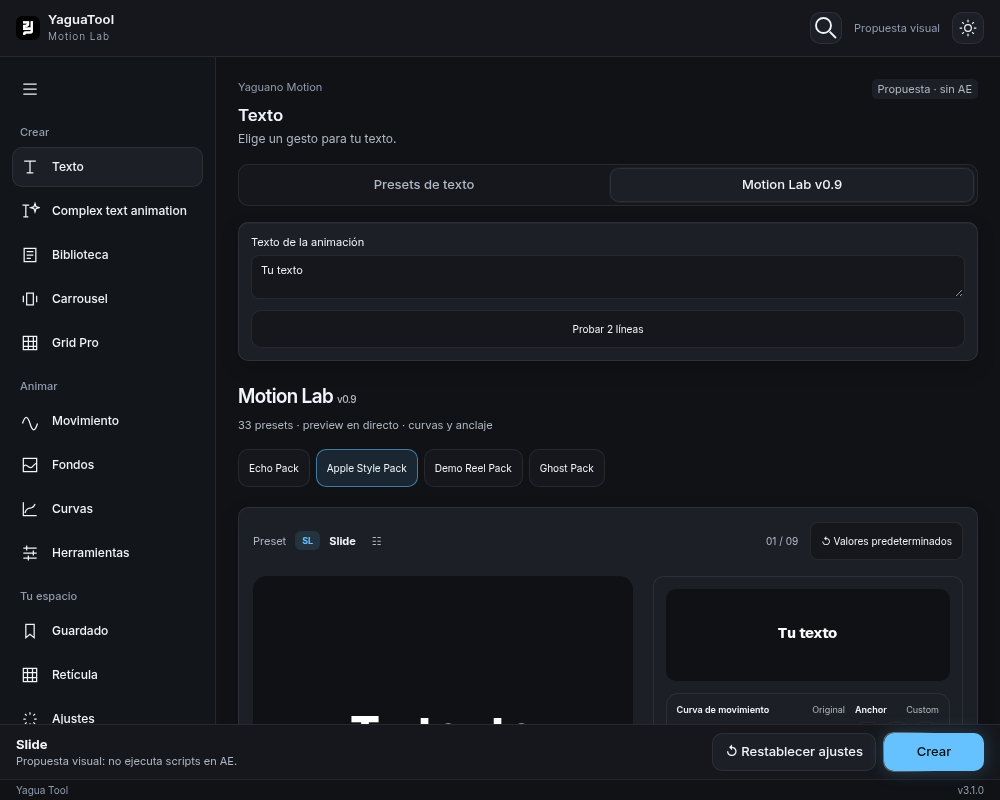 YaguaTool
Motion Lab
Propuesta visual
Crear
Texto
Complex text animation
Biblioteca
Carrousel
Grid Pro
Animar
Movimiento
Fondos
Curvas
Herramientas
Tu espacio
Guardado
Retícula
Ajustes
Yaguano Motion
Propuesta · sin AE
Texto
Elige un gesto para tu texto.
Presets de texto
Motion Lab v0.9
Texto de la animación
Tu texto
Probar 2 líneas
Motion Lab v0.9
33 presets · preview en directo · curvas y anclaje
Echo Pack
Apple Style Pack
Demo Reel Pack
Ghost Pack
Preset SL Slide
01 / 09
Valores predeterminados
Tu texto
Curva de movimiento
Original
Anchor
Custom
Slide
Propuesta visual: no ejecuta scripts en AE.
Restablecer ajustes
Crear
Yagua Tool
v3.1.0